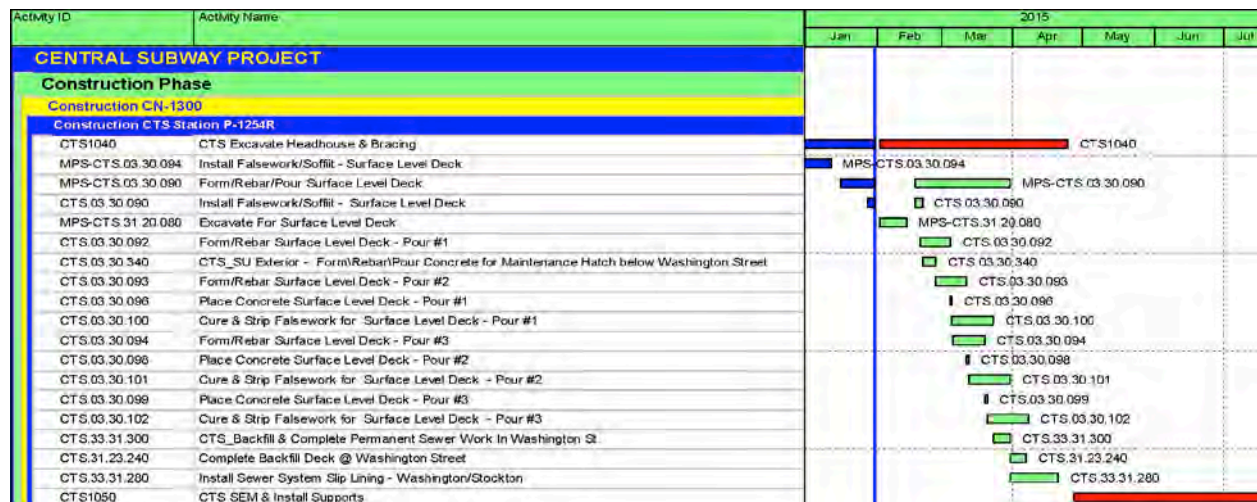 Activity ID Activity Name 2015
Jan Feb Mar Apr May Jun Jul
CENTRAL SUBWAY PROJECT
Construction Phase
Construction CN-1300
Construction CTS Station P-1254R
CTS1040 CTS Excavate Headhouse & Bracing CTS1040
MPS-CTS.03.30.094 Install Falsework/Soffit - Surface Level Deck MPS-CTS.03.30.094
MPS-CTS.03.30.090 Form/Rebar/Pour Surface Level Deck MPS-CTS.03.30.090
CTS.03.30.090 Install Falsework/Soffit - Surface Level Deck CTS.03.30.090
MPS-CTS.31.20.080 Excavate For Surface Level Deck MPS-CTS.31.20.080
CTS.03.30.092 Form/Rebar Surface Level Deck - Pour #1 CTS.03.30.092
CTS.03.30.340 CTS_SU Exterior - Form\Rebar\Pour Concrete for Maintenance Hatch below Washington Street CTS.03.30.340
CTS.03.30.093 Form/Rebar Surface Level Deck - Pour #2 CTS.03.30.093
CTS.03.30.096 Place Concrete Surface Level Deck - Pour #1 CTS.03.30.096
CTS.03.30.100 Cure & Strip Falsework for Surface Level Deck - Pour #1 CTS.03.30.100
CTS.03.30.094 Form/Rebar Surface Level Deck - Pour #3 CTS.03.30.094
CTS.03.30.098 Place Concrete Surface Level Deck - Pour #2 CTS.03.30.098
CTS.03.30.101 Cure & Strip Falsework for Surface Level Deck - Pour #2 CTS.03.30.101
CTS.03.30.099 Place Concrete Surface Level Deck - Pour #3 CTS.03.30.099
CTS.03.30.102 Cure & Strip Falsework for Surface Level Deck - Pour #3 CTS.03.30.102
CTS.33.31.300 CTS_Backfill & Complete Permanent Sewer Work In Washington St CTS.33.31.300
CTS.31.23.240 Complete Backfill Deck @ Washington Street CTS.31.23.240
CTS.33.31.280 Install Sewer System Slip Lining - Washington/Stockton CTS.33.31.280
CTS1050 CTS SEM & Install Supports